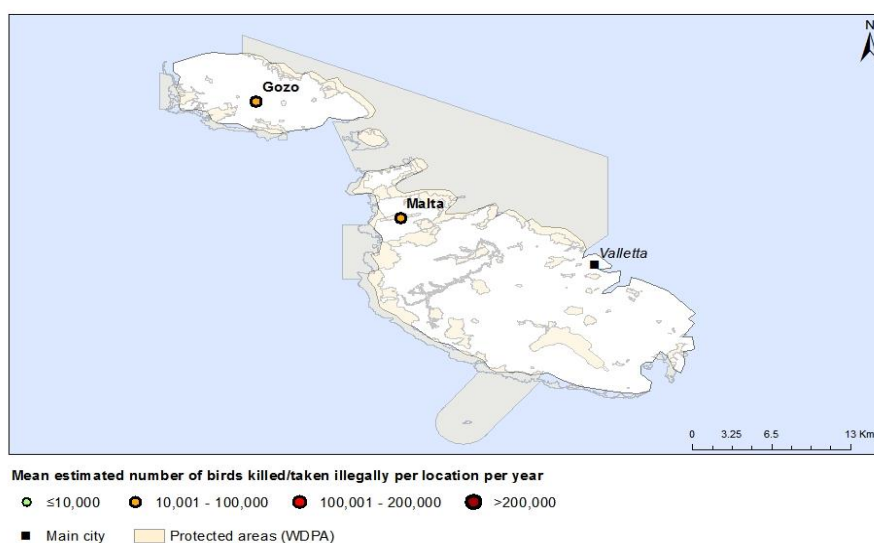 N
Gozo
Malta
Valletta
0 3.25 6.5 13 Km
Mean estimated number of birds killed/taken illegally per location per year
≤10,000 10,001 - 100,000 100,001 - 200,000 >200,000
Main city Protected areas (WDPA)